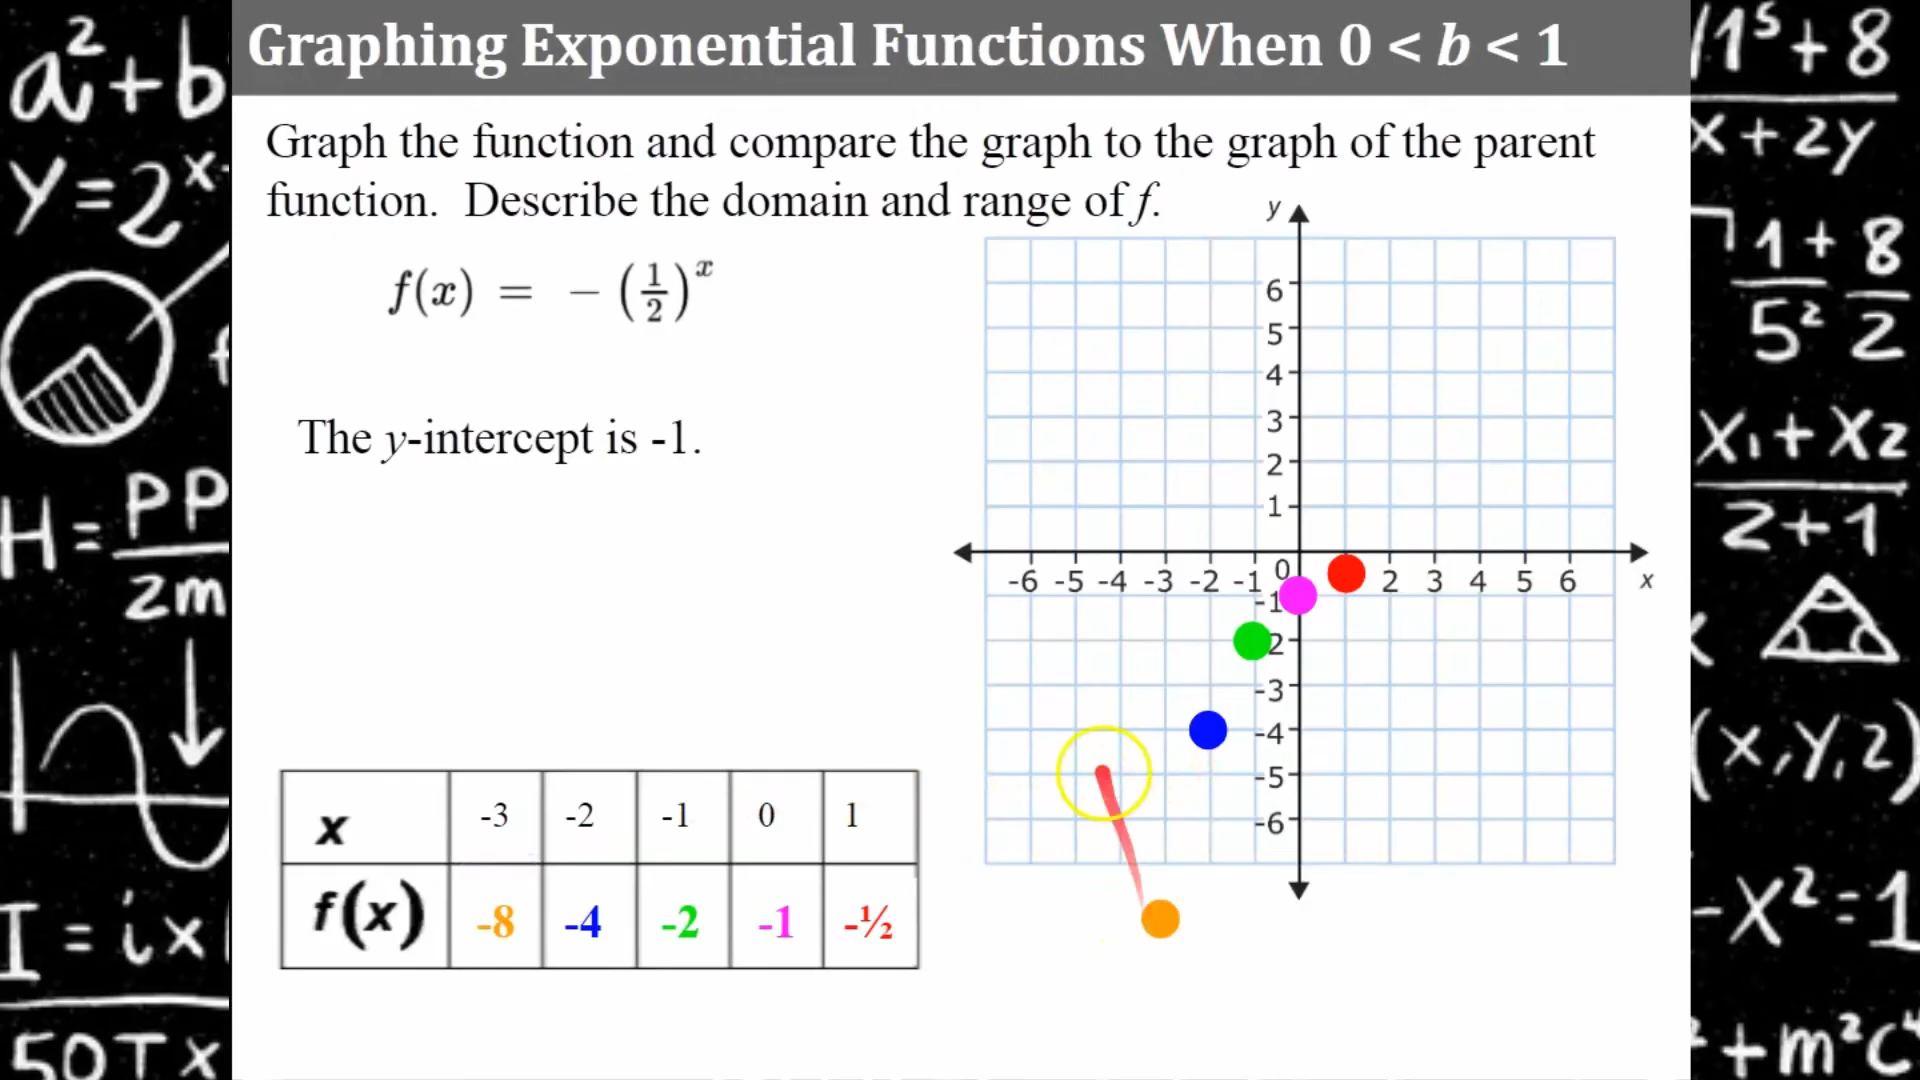 Graphing Exponential Functions When 0 < b < 1
Graph the function and compare the graph to the graph of the parent
function. Describe the domain and range of f.
f(x) = − (1/2)^x
The y-intercept is -1.
x -3 -2 -1 0 1
f(x) -8 -4 -2 -1 -½
y
6
5
4
3
2
1
-6 -5 -4 -3 -2 -1 0 2 3 4 5 6 x
-1
2
-3
-4
-5
-6
a²+b
y=2ˣ
H= PP
2m
I = ix
50Tx
1⁵+8
x+2y
1+8
5² 2
X₁+X₂
2+1
(x,y,2)
-x²=1
+m²c⁴